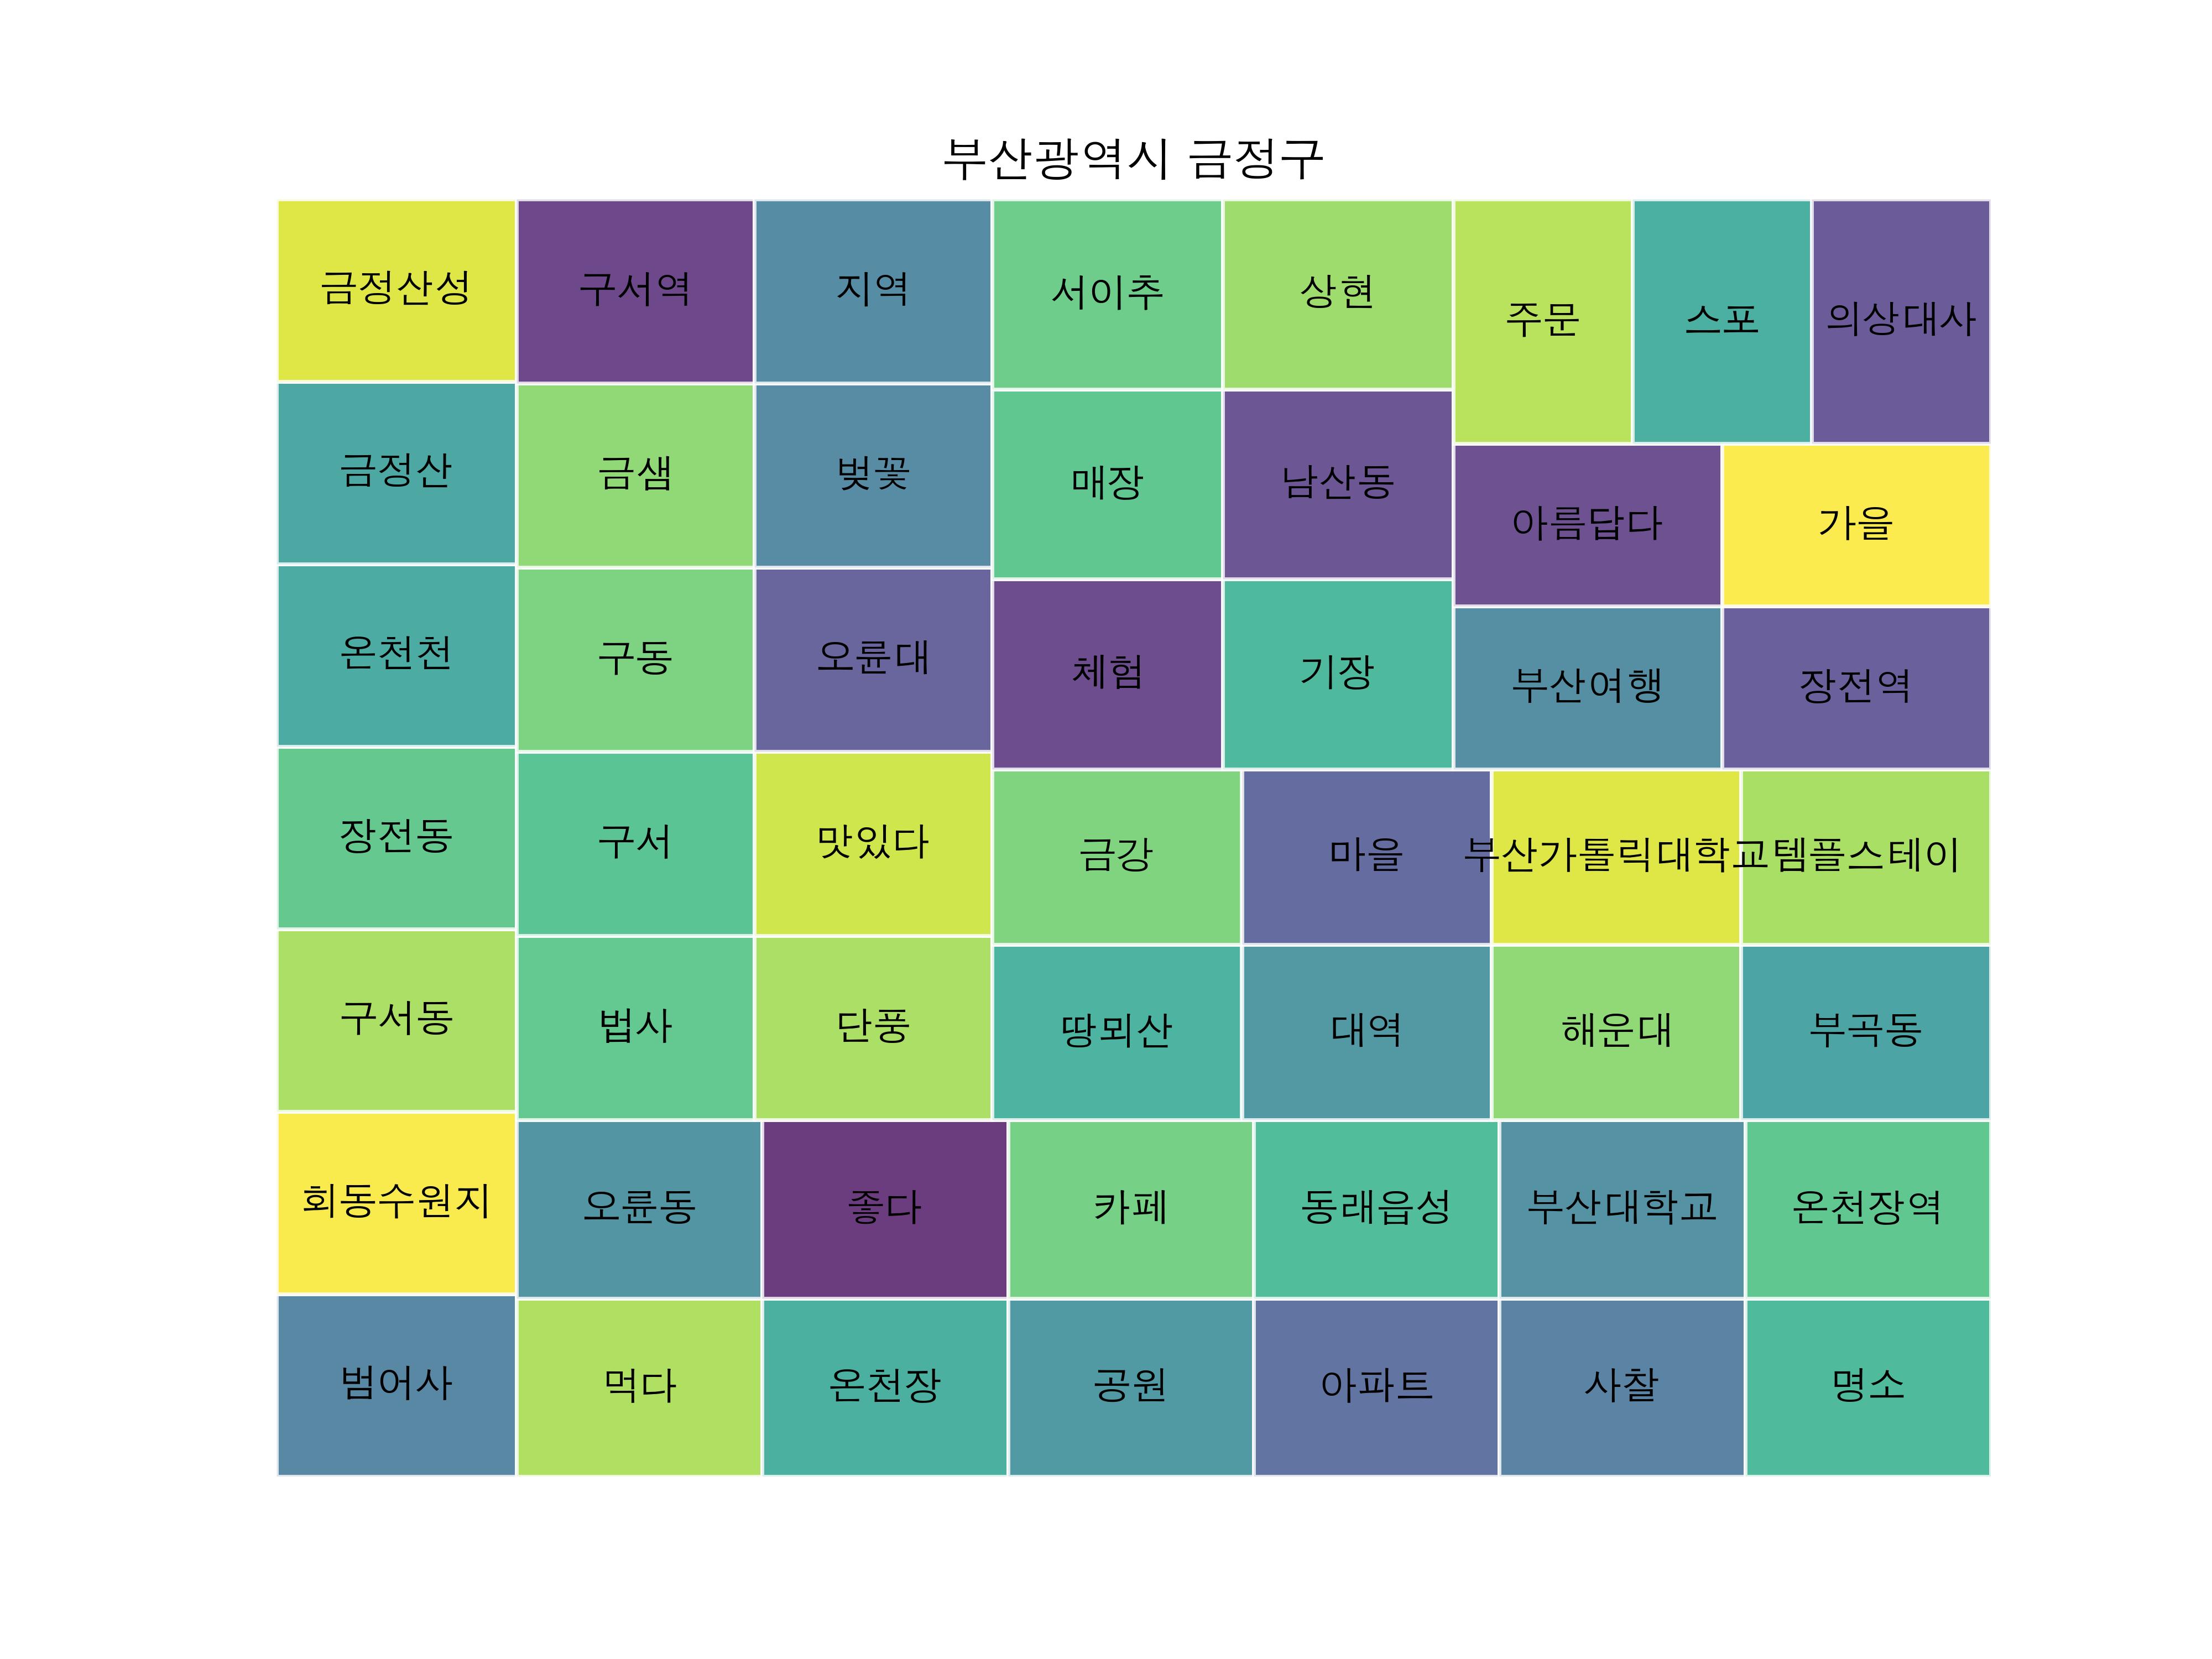 부산광역시 금정구
금정산성
구서역
지역
서이추
상현
주문
스포
의상대사
금정산
금샘
벚꽃
매장
남산동
아름답다
가을
온천천
구동
오륜대
체험
기장
부산여행
장전역
장전동
구서
맛있다
금강
마을
부산가톨릭대학교
템플스테이
구서동
법사
단풍
땅뫼산
대역
해운대
부곡동
회동수원지
오륜동
좋다
카페
동래읍성
부산대학교
온천장역
범어사
먹다
온천장
공원
아파트
사찰
명소